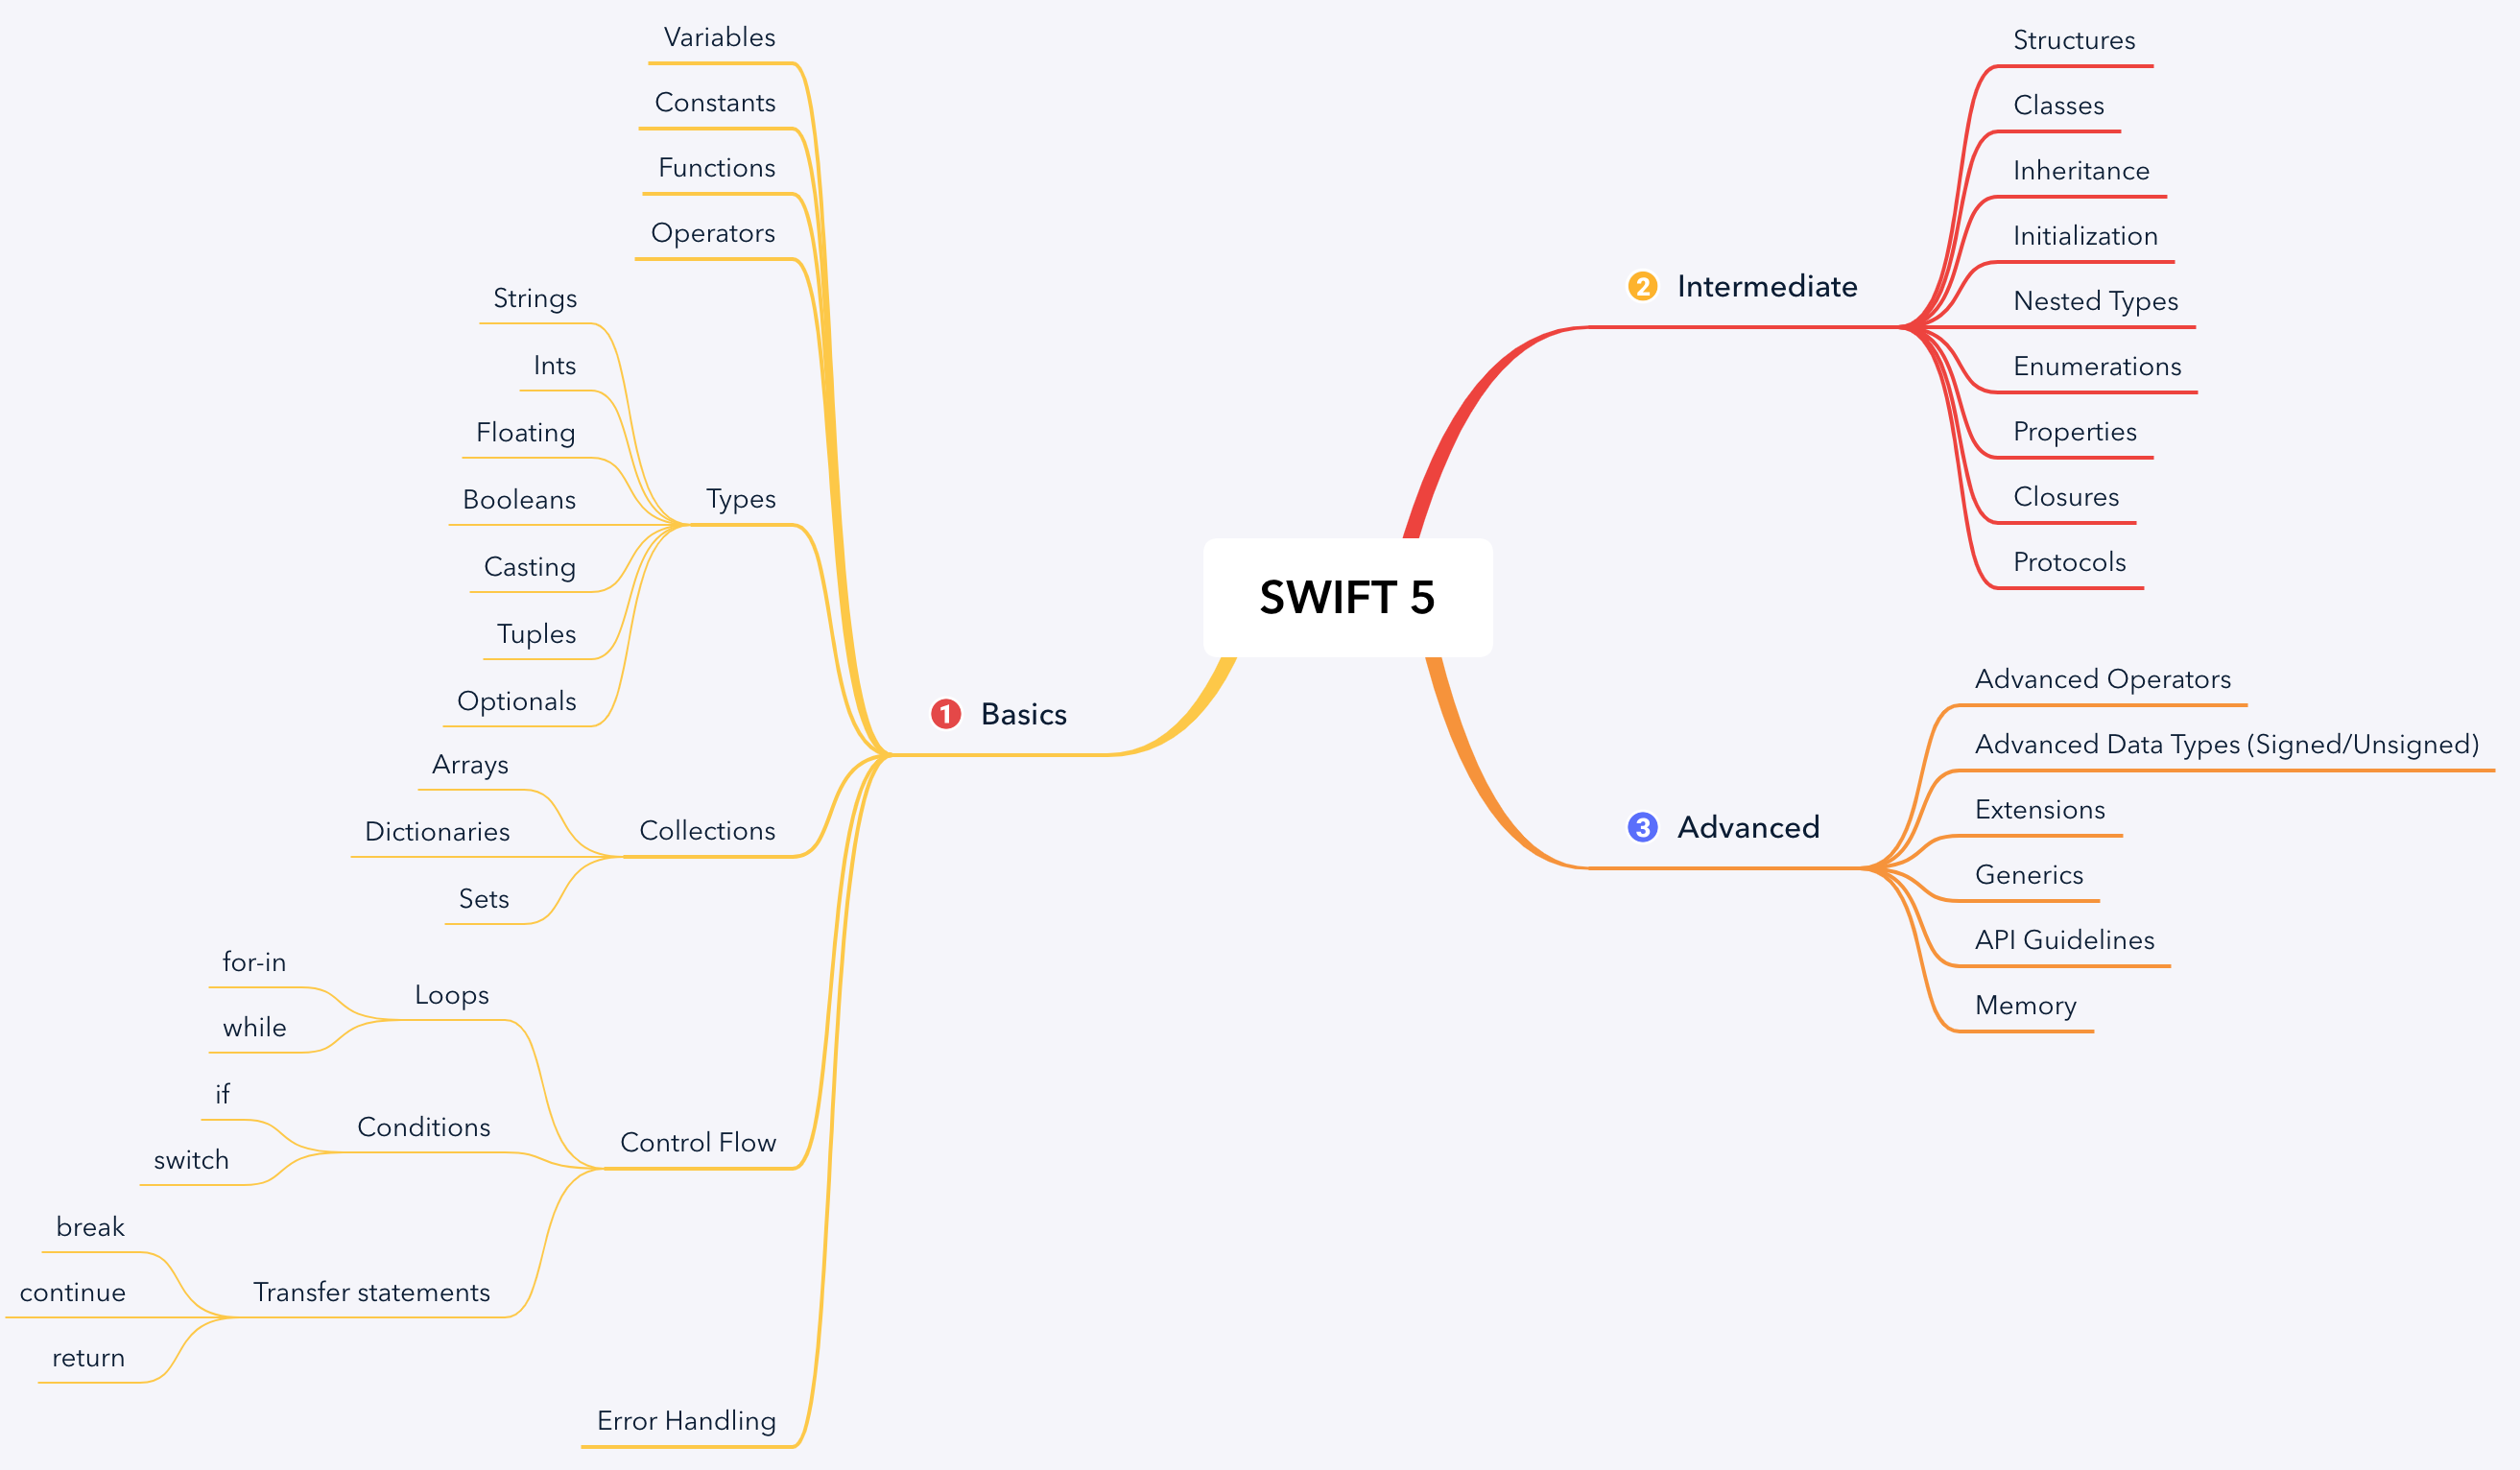 SWIFT 5
1 Basics
Variables
Constants
Functions
Operators
Types
Strings
Ints
Floating
Booleans
Casting
Tuples
Optionals
Collections
Arrays
Dictionaries
Sets
Control Flow
Loops
for-in
while
Conditions
if
switch
Transfer statements
break
continue
return
Error Handling
2 Intermediate
Structures
Classes
Inheritance
Initialization
Nested Types
Enumerations
Properties
Closures
Protocols
3 Advanced
Advanced Operators
Advanced Data Types (Signed/Unsigned)
Extensions
Generics
API Guidelines
Memory